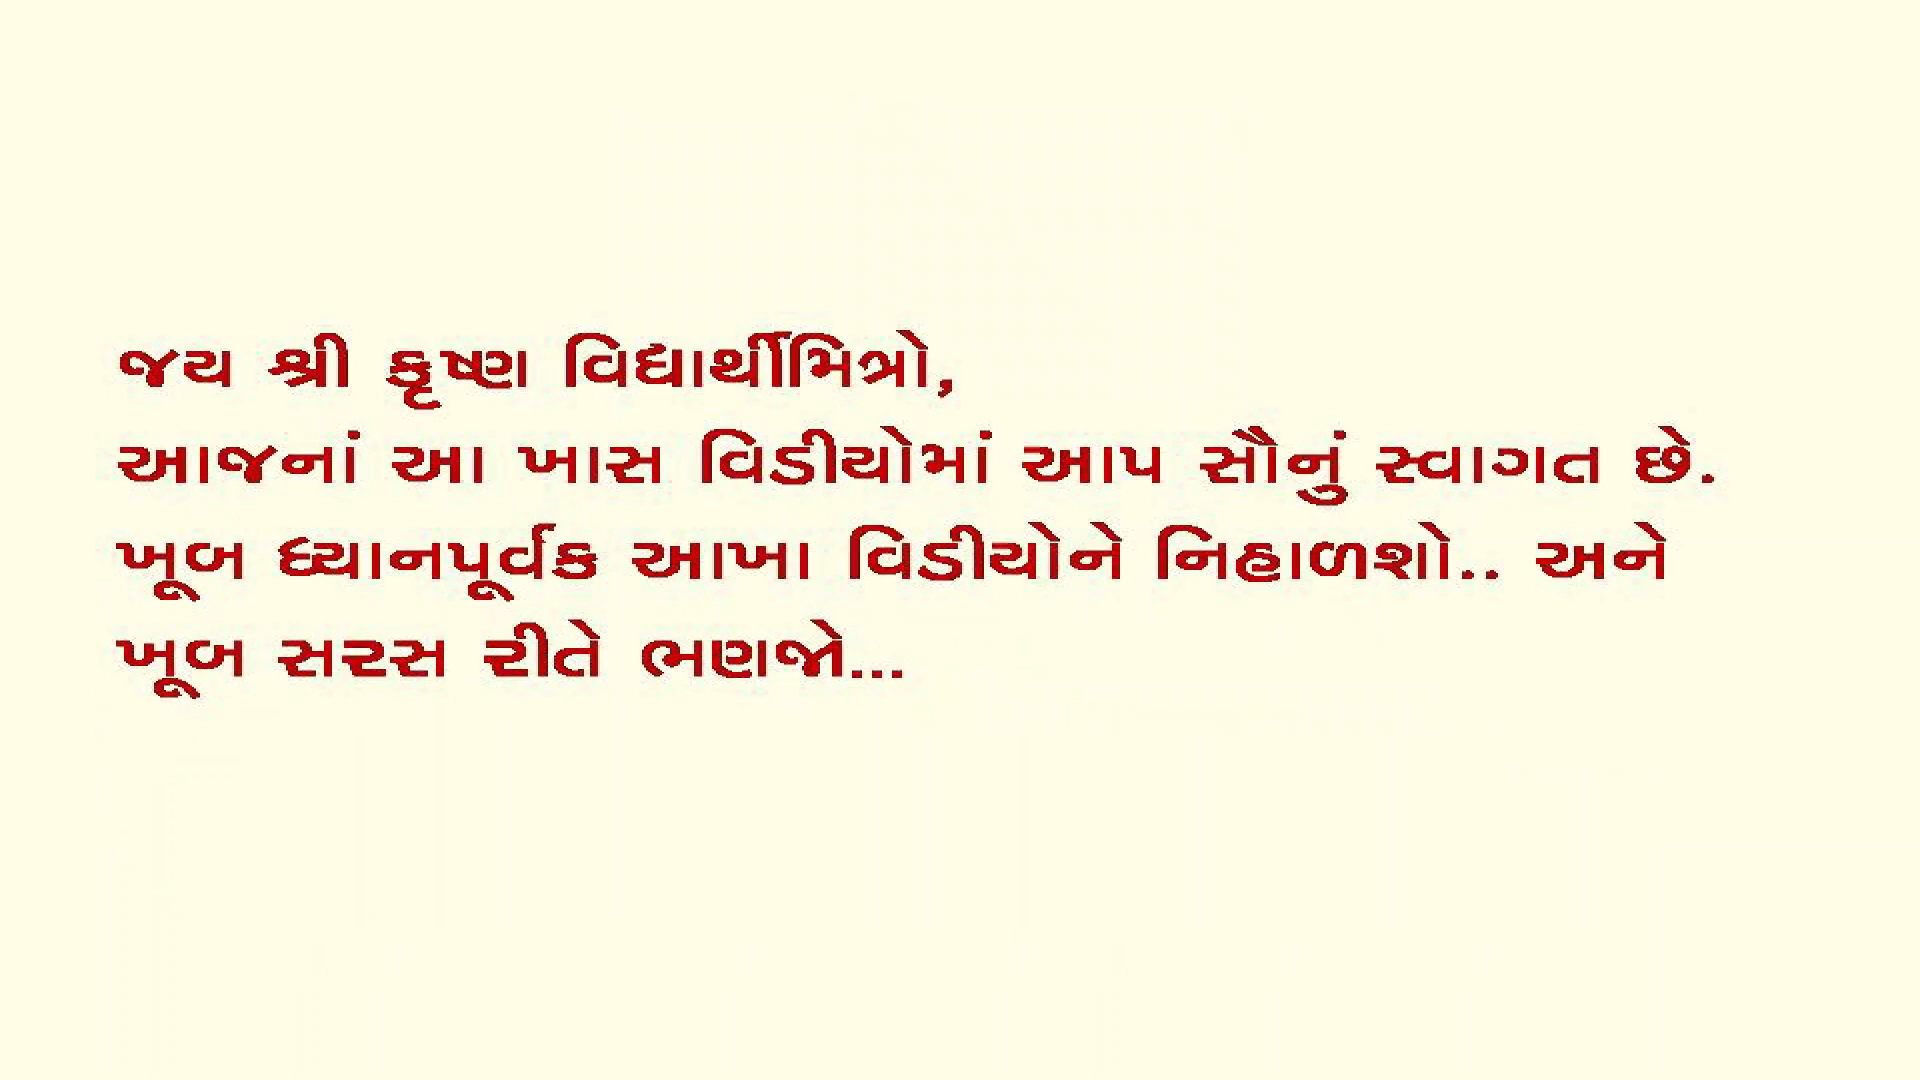 જય શ્રી કૃષ્ણ વિદ્યાર્થીમિત્રો,
આજનાં આ ખાસ વિડીયોમાં આપ સૌનું સ્વાગત છે.
ખૂબ ધ્યાનપૂર્વક આખા વિડીયોને નિહાળશો.. અને
ખૂબ સરસ રીતે ભણજો...